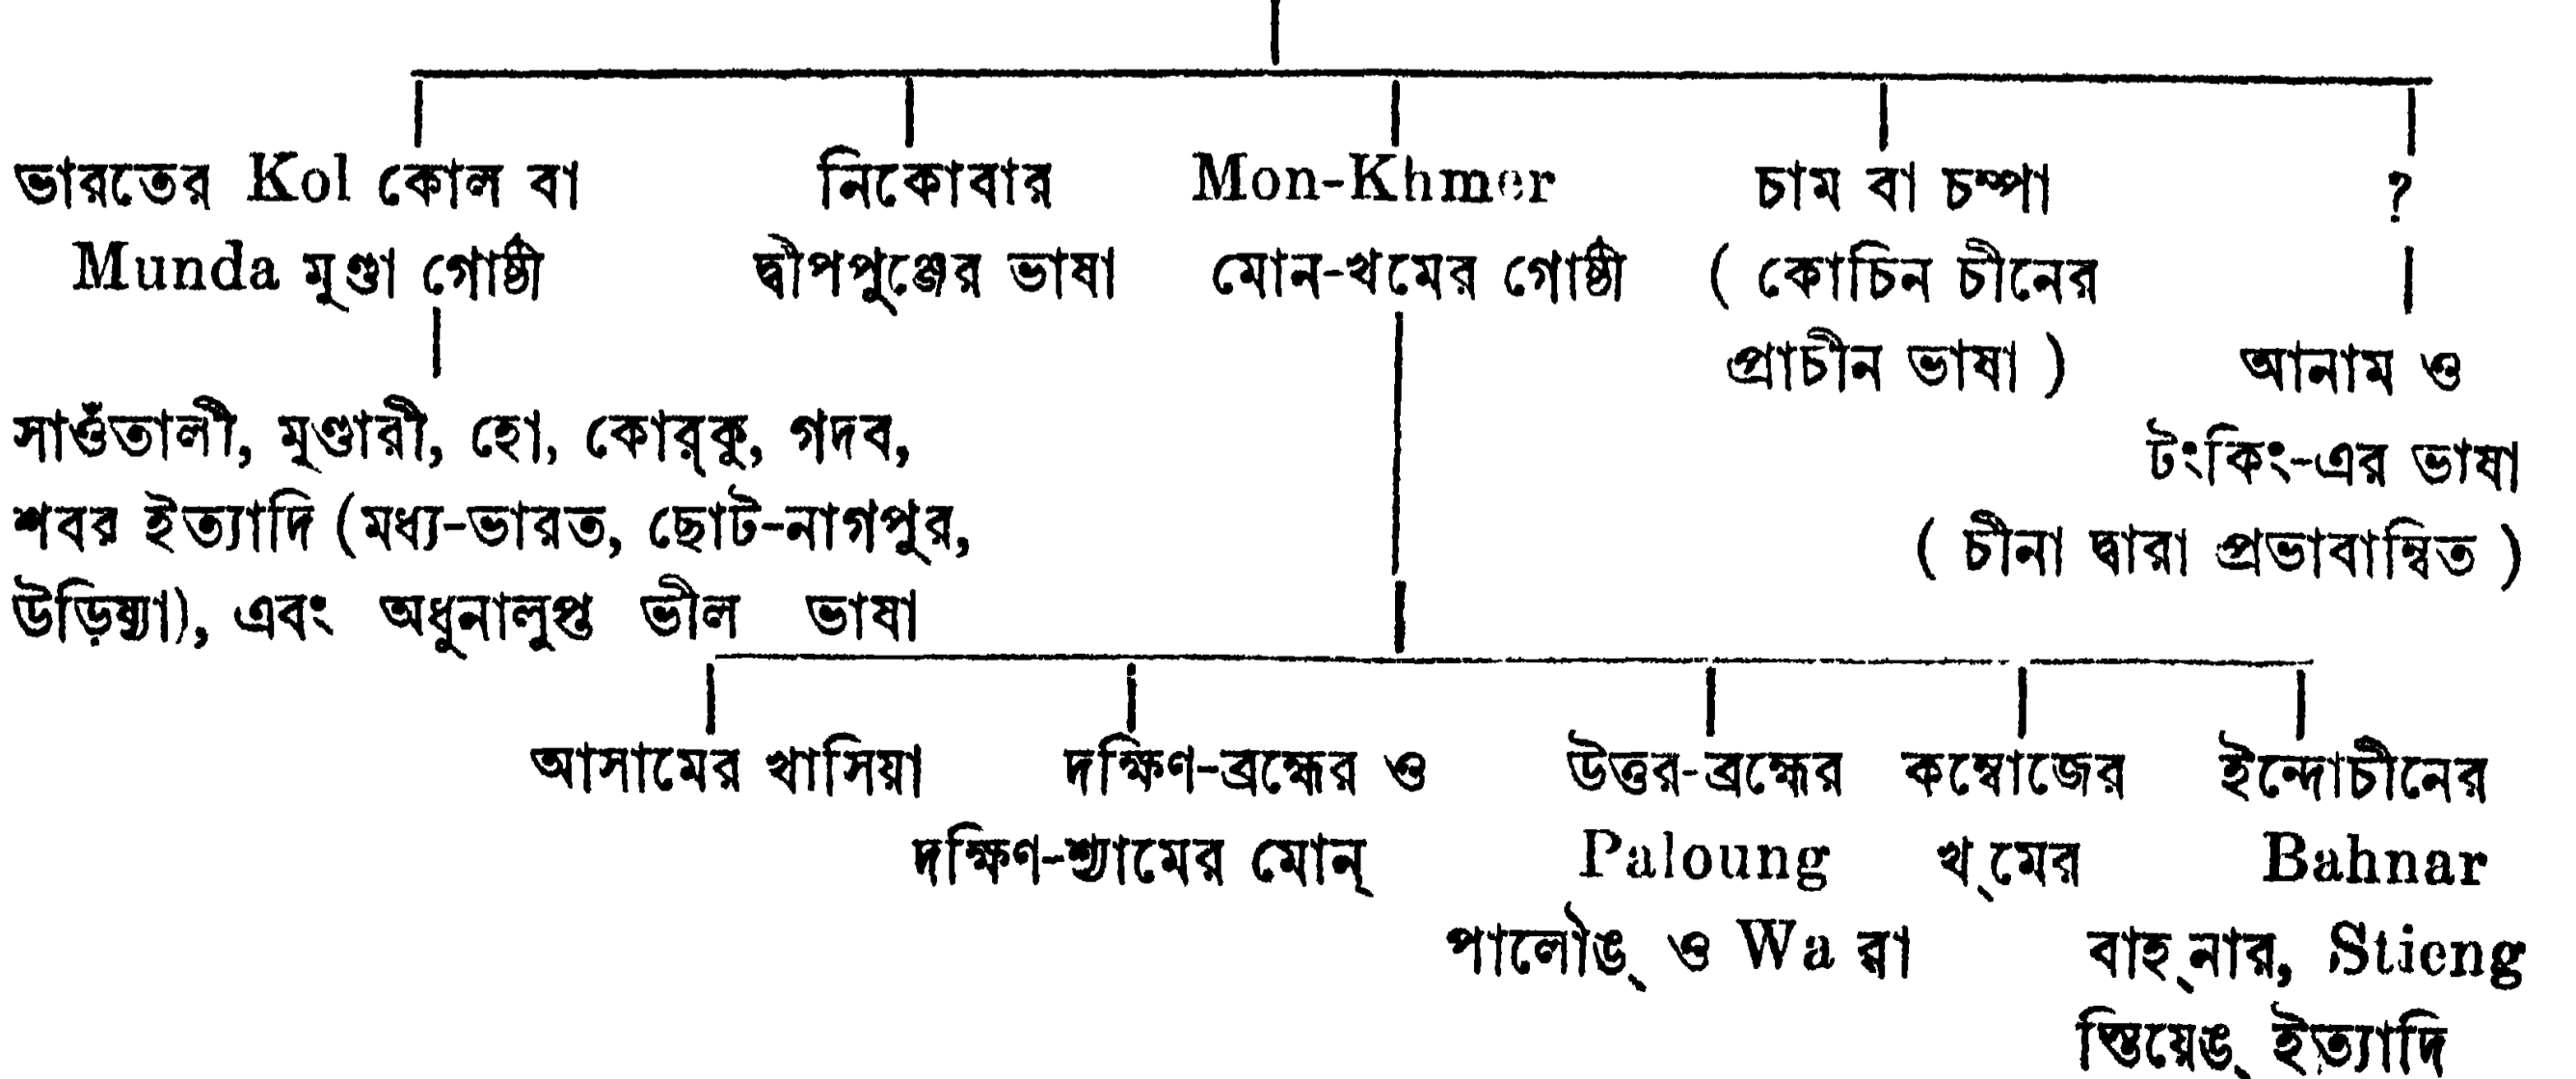 ভারতের Kol কোল বা
Munda মুণ্ডা গোষ্ঠী
নিকোবার
দ্বীপপুঞ্জের ভাষা
Mon-Khmer
মোন-খমের গোষ্ঠী
চাম বা চম্পা
( কোচিন চীনের
প্রাচীন ভাষা )
?
আনাম ও
টংকিং-এর ভাষা
( চীনা দ্বারা প্রভাবান্বিত )
সাওঁতালী, মুণ্ডারী, হো, কোর্‌কু, গদব,
শবর ইত্যাদি (মধ্য-ভারত, ছোট-নাগপুর,
উড়িষ্যা), এবং অধুনালুপ্ত ভীল ভাষা
আসামের খাসিয়া
দক্ষিণ-ব্রহ্মের ও
দক্ষিণ-শ্যামের মোন্
উত্তর-ব্রহ্মের
Paloung
পালৌঙ্ ও Wa ৱা
কম্বোজের
খ্‌মের
ইন্দোচীনের
Bahnar
বাহ্‌নার, Stieng
স্তিয়েঙ্ ইত্যাদি